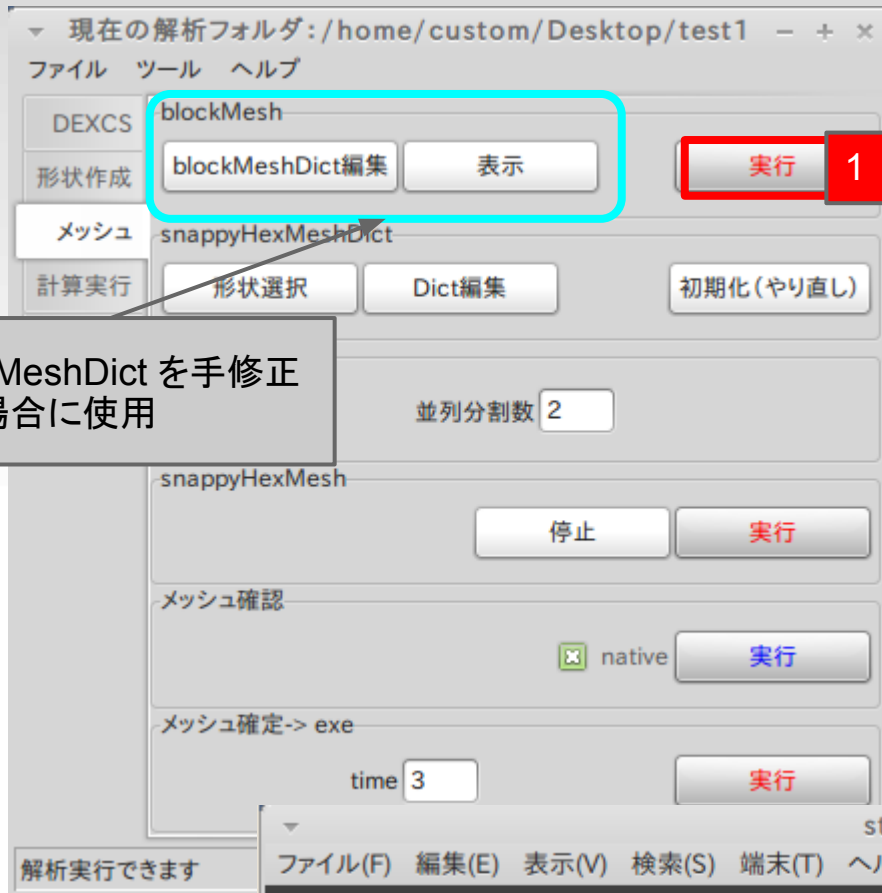 現在の解析フォルダ:/home/custom/Desktop/test1
ファイル ツール ヘルプ
DEXCS
形状作成
メッシュ
計算実行
blockMesh
blockMeshDict編集 表示 実行 1
snappyHexMeshDict
形状選択 Dict編集 初期化(やり直し)
MeshDict を手修正
場合に使用
並列分割数 2
snappyHexMesh
停止 実行
メッシュ確認
native 実行
メッシュ確定-> exe
time 3 実行
解析実行できます
ファイル(F) 編集(E) 表示(V) 検索(S) 端末(T)